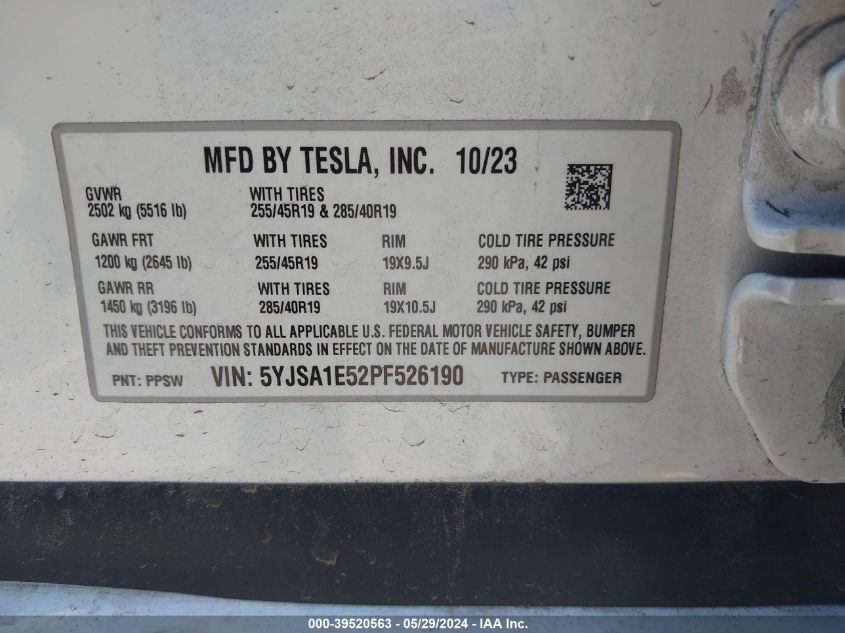 MFD BY TESLA, INC. 10/23
GVWR WITH TIRES
2502 kg (5516 lb) 255/45R19 & 285/40R19
GAWR FRT WITH TIRES RIM COLD TIRE PRESSURE
1200 kg (2645 lb) 255/45R19 19X9.5J 290 kPa, 42 psi
GAWR RR WITH TIRES RIM COLD TIRE PRESSURE
1450 kg (3196 lb) 285/40R19 19X10.5J 290 kPa, 42 psi
THIS VEHICLE CONFORMS TO ALL APPLICABLE U.S. FEDERAL MOTOR VEHICLE SAFETY, BUMPER
AND THEFT PREVENTION STANDARDS IN EFFECT ON THE DATE OF MANUFACTURE SHOWN ABOVE.
PNT: PPSW VIN: 5YJSA1E52PF526190 TYPE: PASSENGER
000-39520563 - 05/29/2024 - IAAI.com